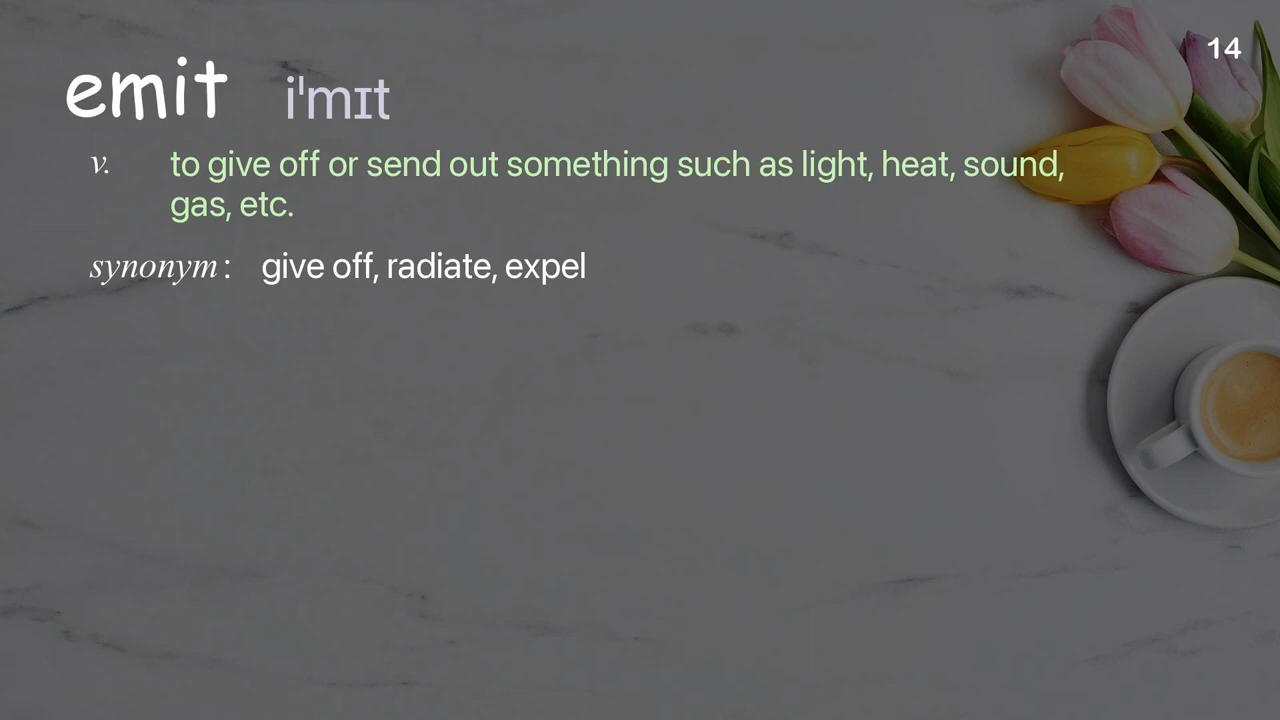 14
emit iˈmɪt
v. to give off or send out something such as light, heat, sound,
gas, etc.
synonym: give off, radiate, expel